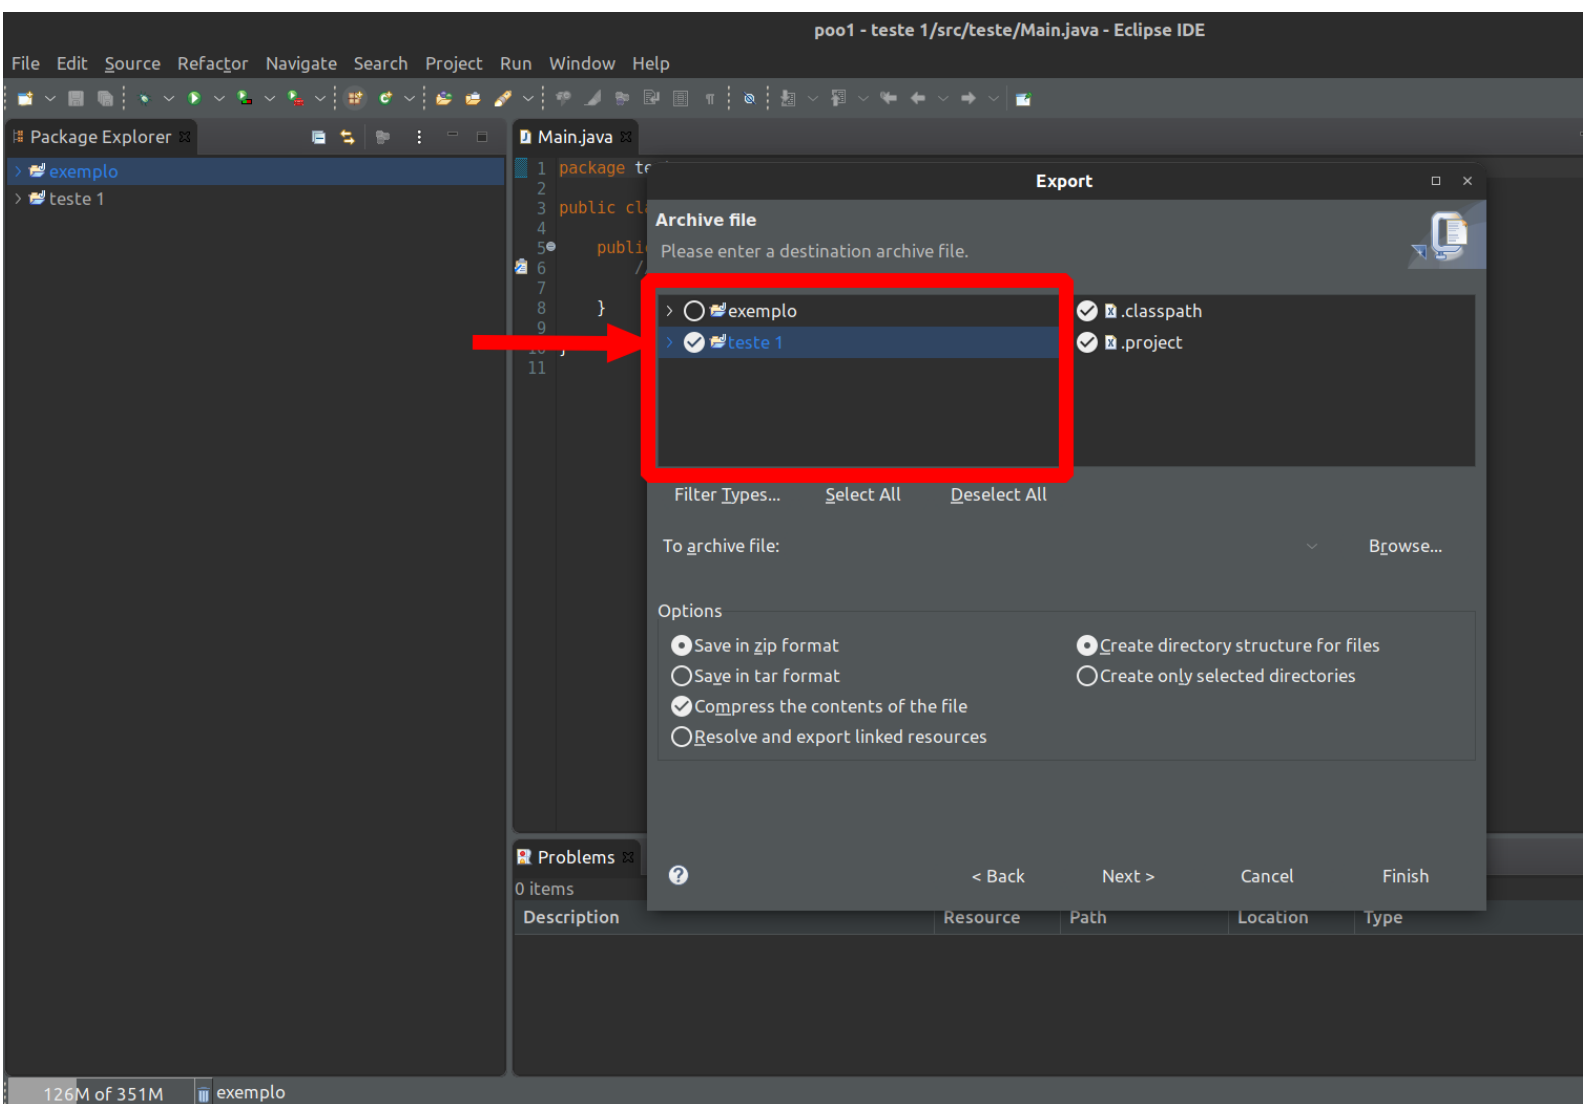 poo1 - teste 1/src/teste/Main.java - Eclipse IDE
File Edit Source Refactor Navigate Search Project Run Window Help
Package Explorer
exemplo
teste 1
Main.java
1 package te
2
3 public cl
4
5 publi
6 /
7
8 }
9
10
11
Export
Archive file
Please enter a destination archive file.
exemplo
teste 1
.classpath
.project
Filter Types... Select All Deselect All
To archive file: Browse...
Options
Save in zip format
Save in tar format
Compress the contents of the file
Resolve and export linked resources
Create directory structure for files
Create only selected directories
? < Back Next > Cancel Finish
Problems
0 items
Description Resource Path Location Type
126M of 351M exemplo